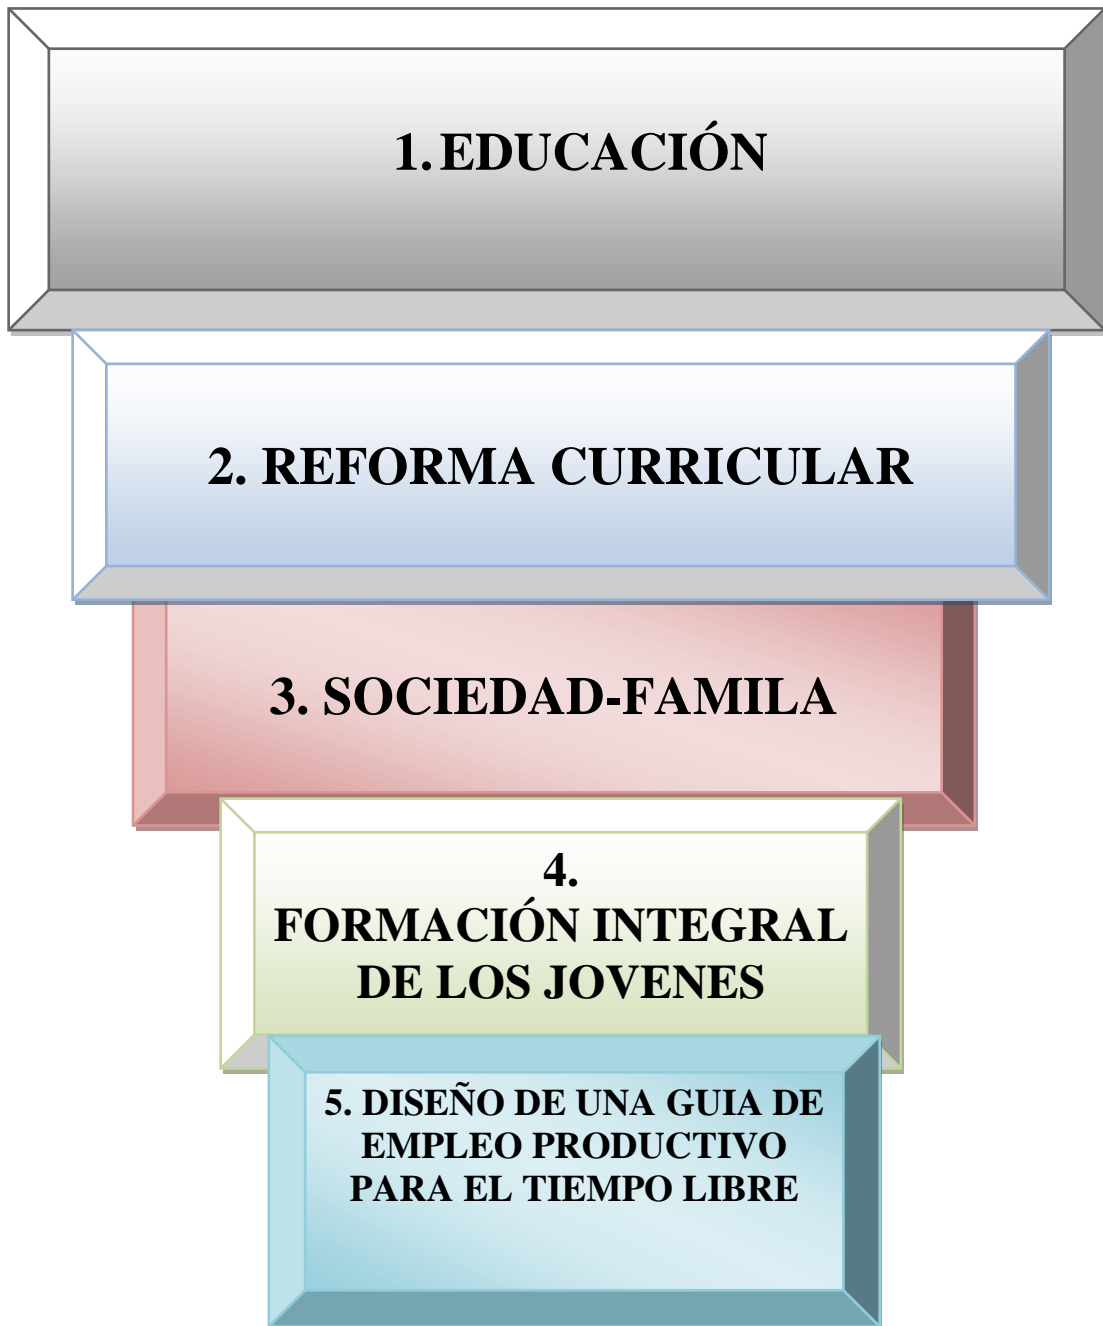 1. EDUCACIÓN
2. REFORMA CURRICULAR
3. SOCIEDAD-FAMILA
4.
FORMACIÓN INTEGRAL
DE LOS JOVENES
5. DISEÑO DE UNA GUIA DE
EMPLEO PRODUCTIVO
PARA EL TIEMPO LIBRE